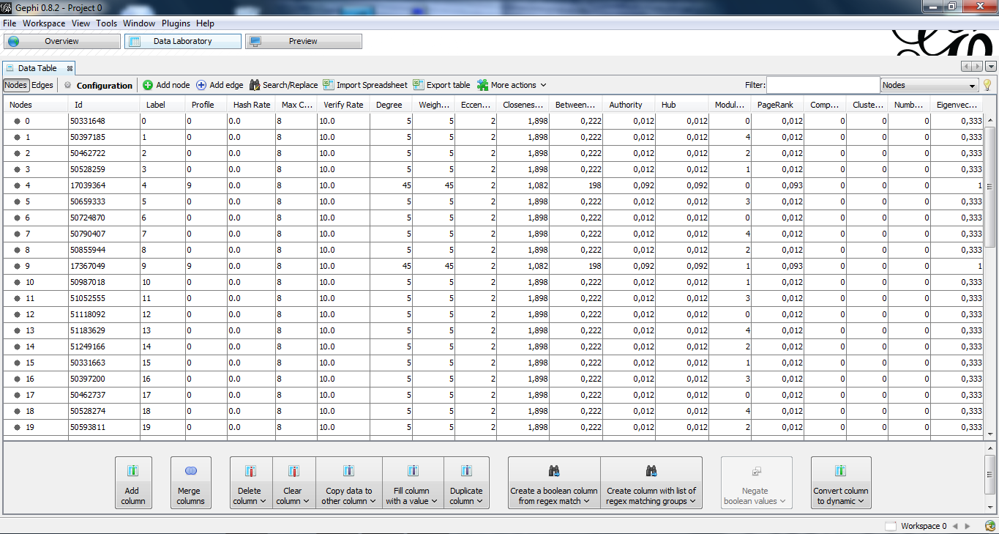 Gephi 0.8.2 - Project 0
File Workspace View Tools Window Plugins Help
Overview Data Laboratory Preview
Data Table
Nodes Edges Configuration Add node Add edge Search/Replace Import Spreadsheet Export table More actions Filter: Nodes
Nodes Id Label Profile Hash Rate Max C... Verify Rate Degree Weigh... Eccen... Closenes... Between... Authority Hub Modul... PageRank Comp... Cluste... Numb... Eigenvec...
0 50331648 0 0 0.0 8 10.0 5 5 2 1,898 0,222 0,012 0,012 0 0,012 0 0 0 0,333
1 50397185 1 0 0.0 8 10.0 5 5 2 1,898 0,222 0,012 0,012 4 0,012 0 0 0 0,333
2 50462722 2 0 0.0 8 10.0 5 5 2 1,898 0,222 0,012 0,012 2 0,012 0 0 0 0,333
3 50528259 3 0 0.0 8 10.0 5 5 2 1,898 0,222 0,012 0,012 1 0,012 0 0 0 0,333
4 17039364 4 9 0.0 8 10.0 45 45 2 1,082 198 0,092 0,092 0 0,093 0 0 0 1
5 50659333 5 0 0.0 8 10.0 5 5 2 1,898 0,222 0,012 0,012 3 0,012 0 0 0 0,333
6 50724870 6 0 0.0 8 10.0 5 5 2 1,898 0,222 0,012 0,012 0 0,012 0 0 0 0,333
7 50790407 7 0 0.0 8 10.0 5 5 2 1,898 0,222 0,012 0,012 4 0,012 0 0 0 0,333
8 50855944 8 0 0.0 8 10.0 5 5 2 1,898 0,222 0,012 0,012 2 0,012 0 0 0 0,333
9 17367049 9 9 0.0 8 10.0 45 45 2 1,082 198 0,092 0,092 1 0,093 0 0 0 1
10 50987018 10 0 0.0 8 10.0 5 5 2 1,898 0,222 0,012 0,012 1 0,012 0 0 0 0,333
11 51052555 11 0 0.0 8 10.0 5 5 2 1,898 0,222 0,012 0,012 3 0,012 0 0 0 0,333
12 51118092 12 0 0.0 8 10.0 5 5 2 1,898 0,222 0,012 0,012 0 0,012 0 0 0 0,333
13 51183629 13 0 0.0 8 10.0 5 5 2 1,898 0,222 0,012 0,012 4 0,012 0 0 0 0,333
14 51249166 14 0 0.0 8 10.0 5 5 2 1,898 0,222 0,012 0,012 2 0,012 0 0 0 0,333
15 50331663 15 0 0.0 8 10.0 5 5 2 1,898 0,222 0,012 0,012 1 0,012 0 0 0 0,333
16 50397200 16 0 0.0 8 10.0 5 5 2 1,898 0,222 0,012 0,012 3 0,012 0 0 0 0,333
17 50462737 17 0 0.0 8 10.0 5 5 2 1,898 0,222 0,012 0,012 0 0,012 0 0 0 0,333
18 50528274 18 0 0.0 8 10.0 5 5 2 1,898 0,222 0,012 0,012 4 0,012 0 0 0 0,333
19 50593811 19 0 0.0 8 10.0 5 5 2 1,898 0,222 0,012 0,012 2 0,012 0 0 0 0,333
Add Merge Delete Clear Copy data to Fill column Duplicate Create a boolean column Create column with list of Negate Convert column
column columns column column other column with a value column from regex match regex matching groups boolean values to dynamic
Workspace 0